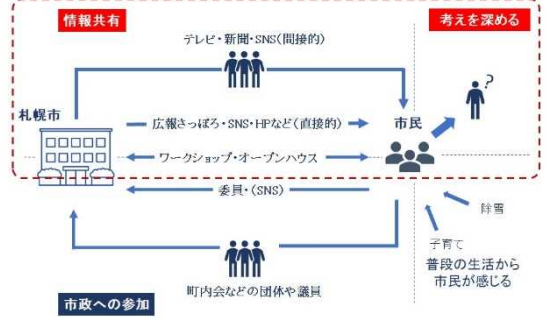 情報共有
考えを深める
テレビ・新聞・SNS(間接的)
?
札幌市
広報さっぽろ・SNS・HPなど(直接的)
市民
ワークショップ・オープンハウス
委員・(SNS)
除雪
子育て
普段の生活から
市民が感じる
町内会などの団体や議員
市政への参加